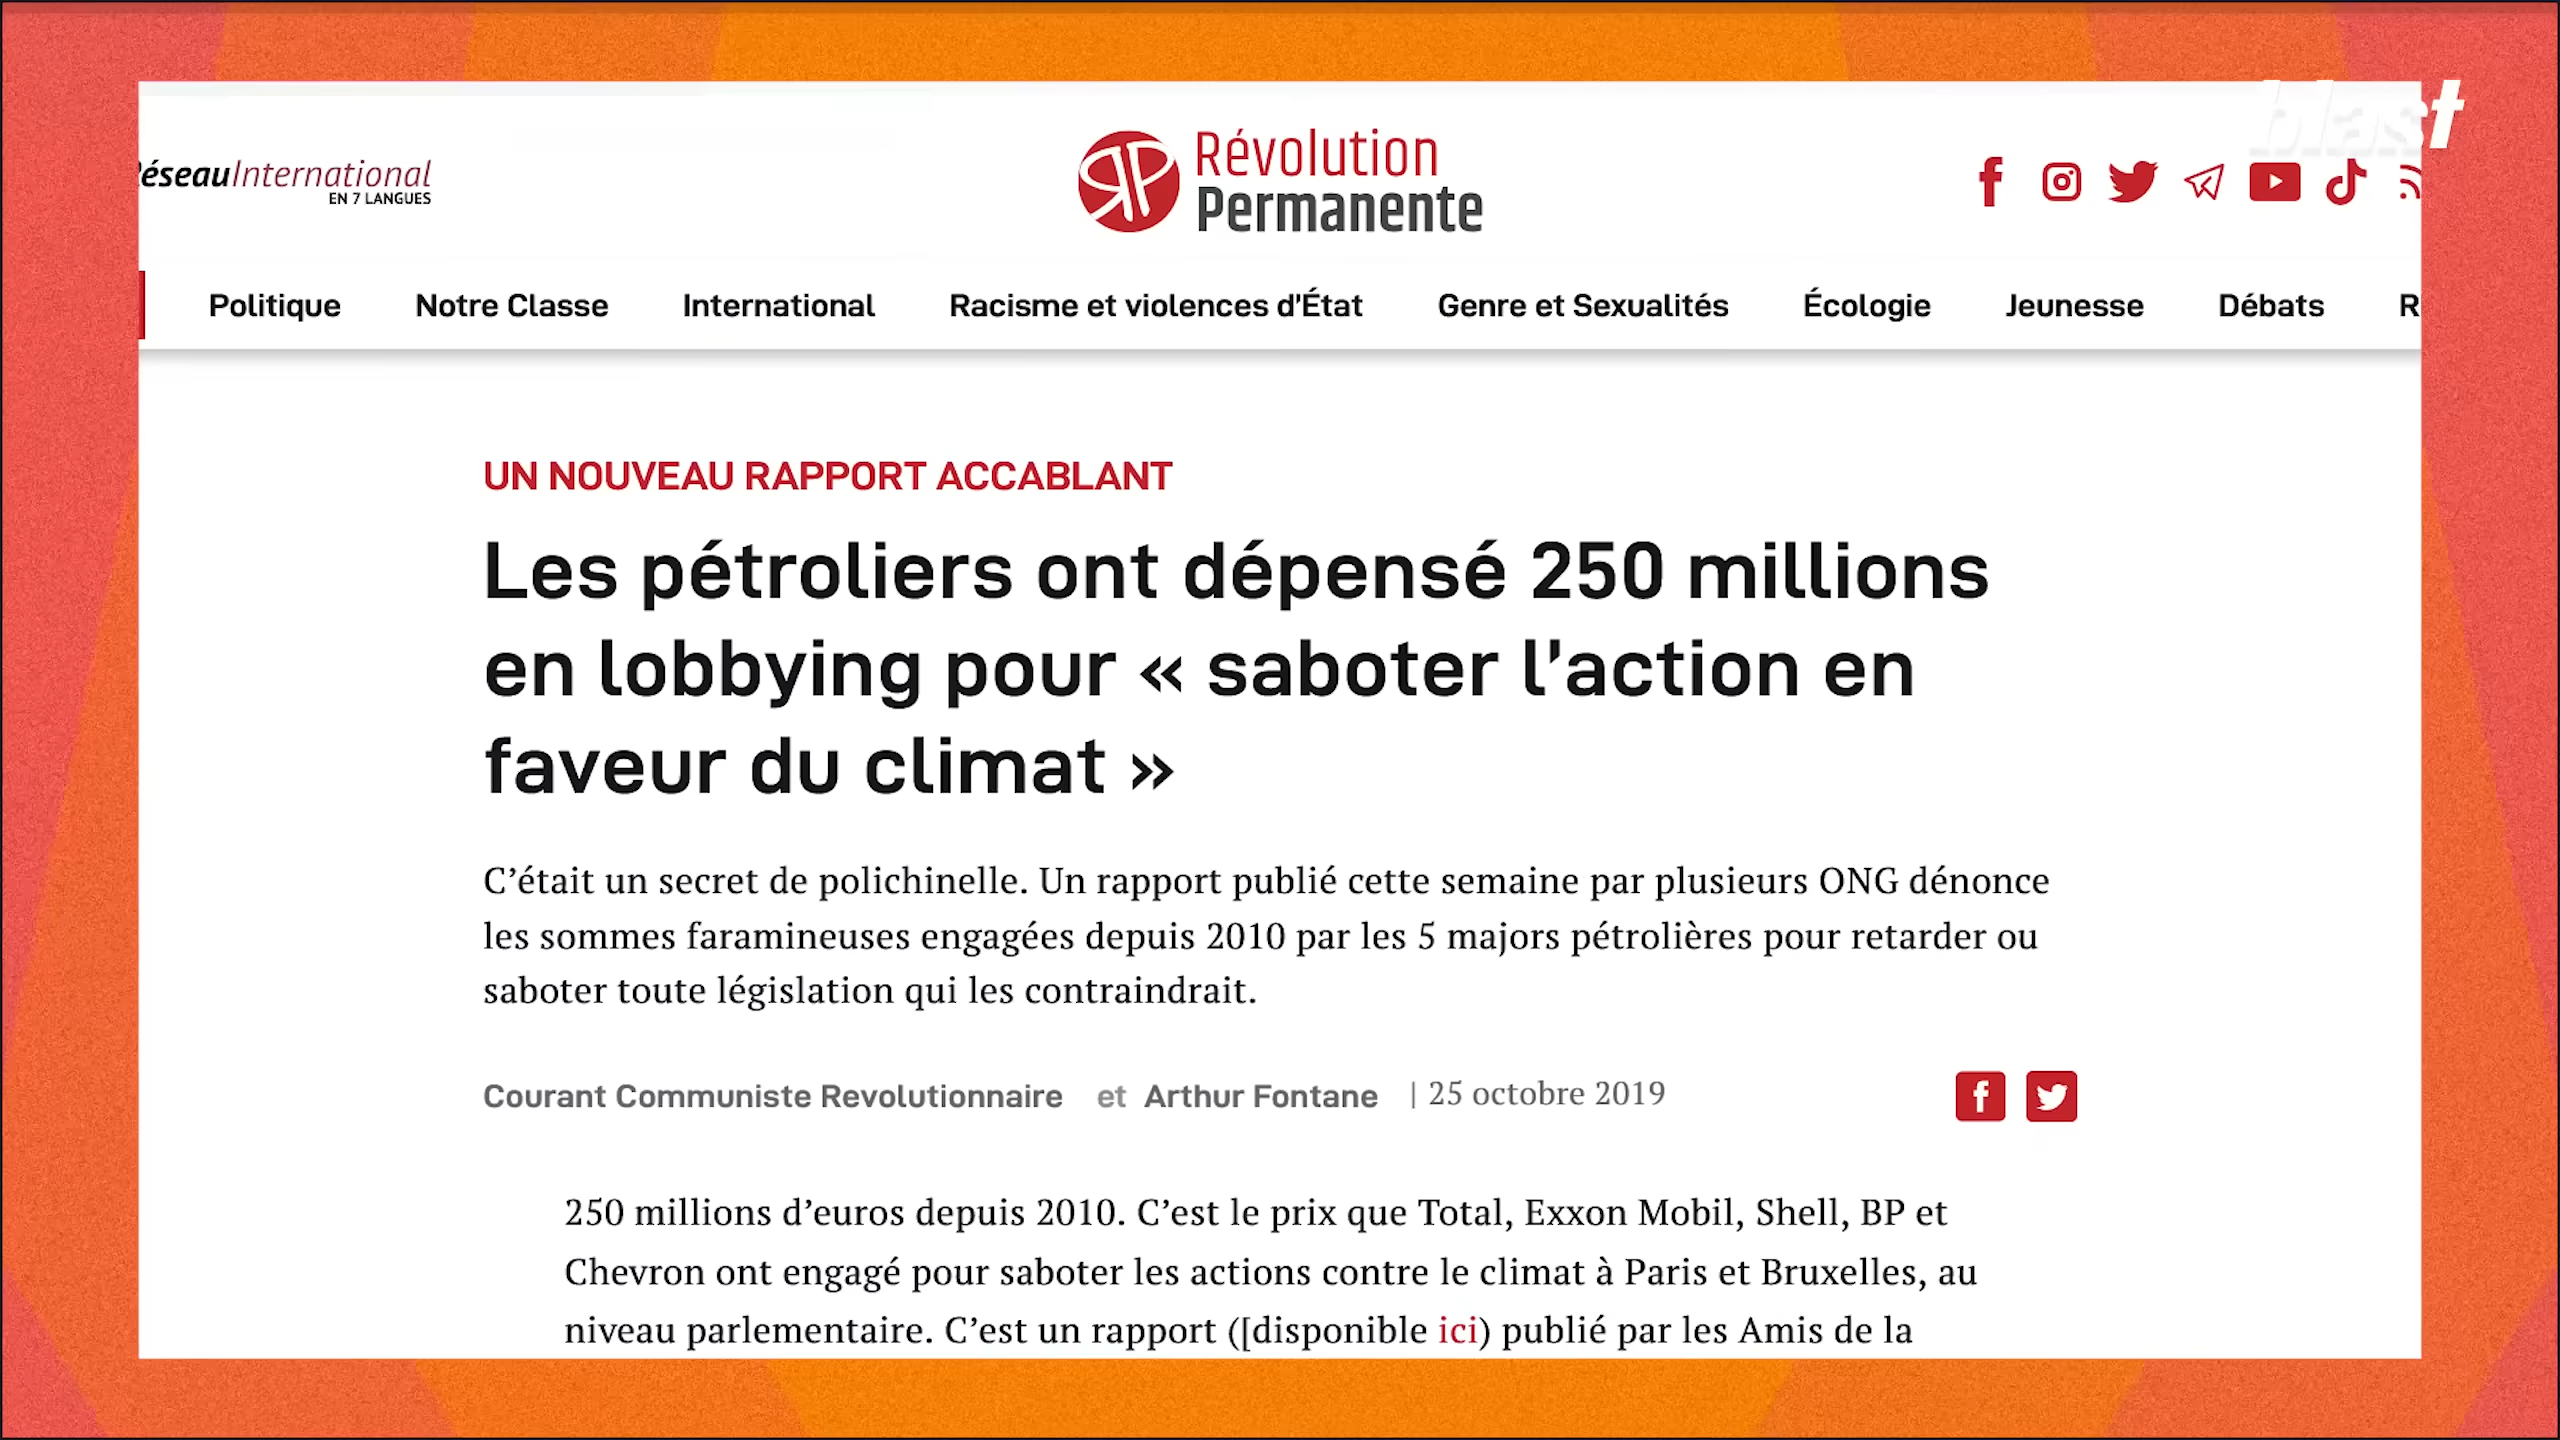 blast
éseauInternational
EN 7 LANGUES
Révolution
Permanente
Politique Notre Classe International Racisme et violences d'État Genre et Sexualités Écologie Jeunesse Débats R
UN NOUVEAU RAPPORT ACCABLANT
Les pétroliers ont dépensé 250 millions
en lobbying pour « saboter l’action en
faveur du climat »
C’était un secret de polichinelle. Un rapport publié cette semaine par plusieurs ONG dénonce
les sommes faramineuses engagées depuis 2010 par les 5 majors pétrolières pour retarder ou
saboter toute législation qui les contraindrait.
Courant Communiste Revolutionnaire et Arthur Fontane | 25 octobre 2019
250 millions d’euros depuis 2010. C’est le prix que Total, Exxon Mobil, Shell, BP et
Chevron ont engagé pour saboter les actions contre le climat à Paris et Bruxelles, au
niveau parlementaire. C’est un rapport ([disponible ici) publié par les Amis de la